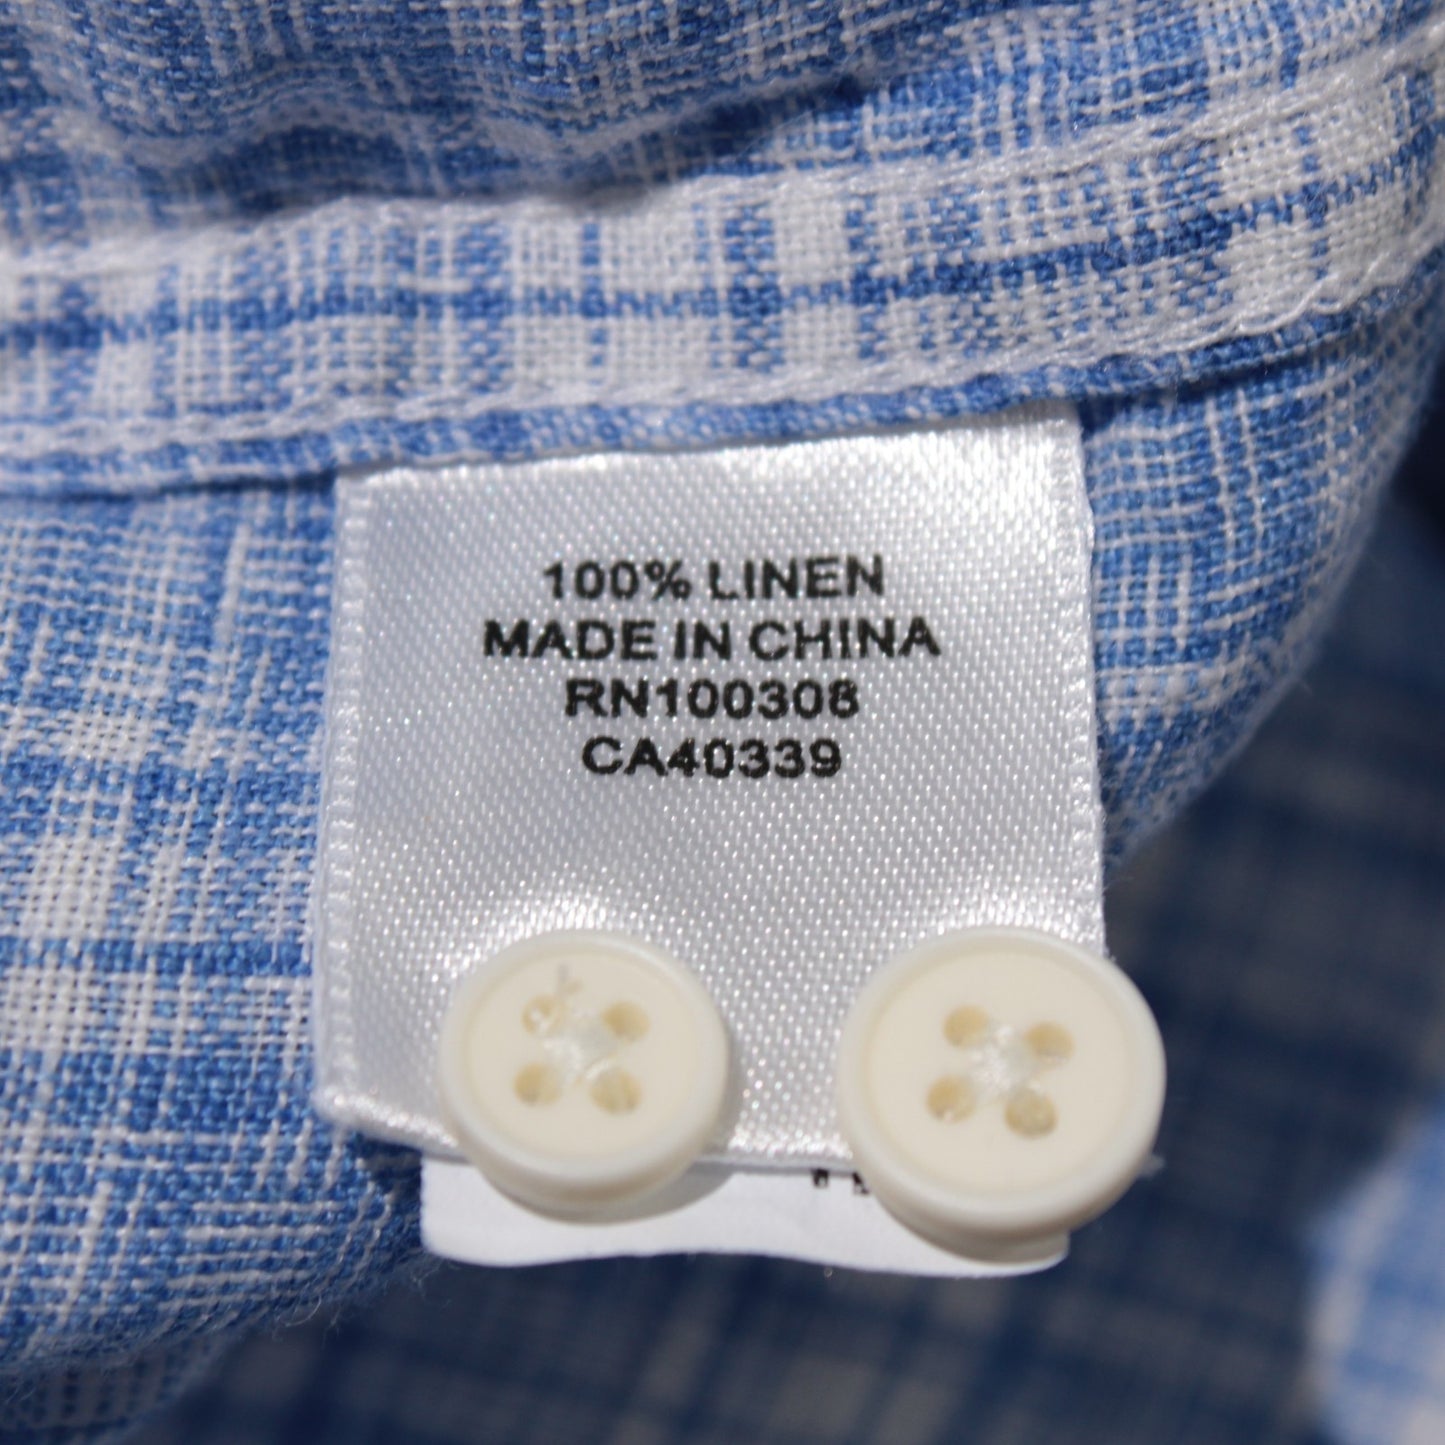 100% LINEN
MADE IN CHINA
RN100308
CA40339